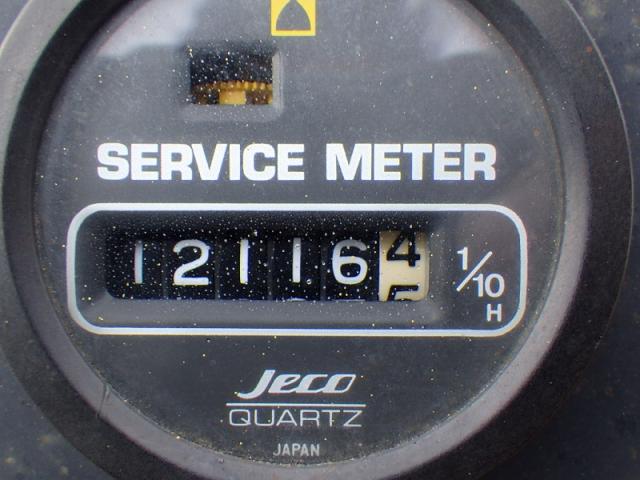 SERVICE METER
121164 1/10
H
Jeco
QUARTZ
JAPAN